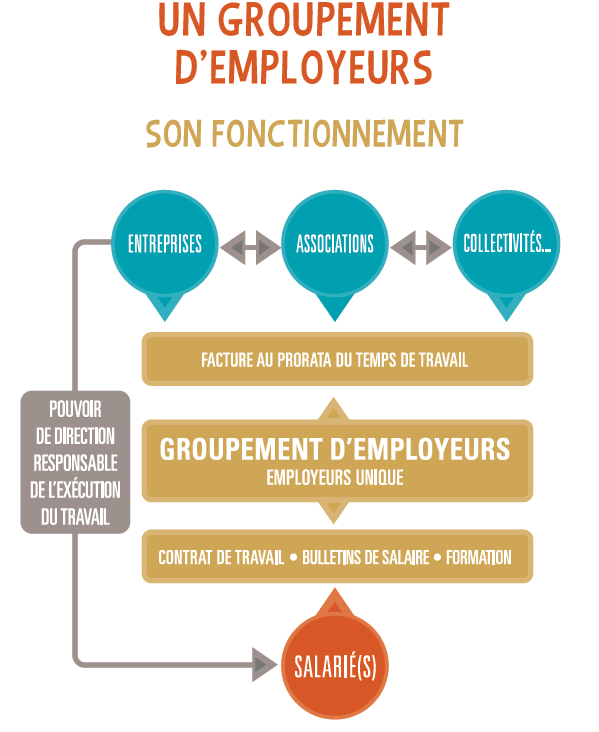 UN GROUPEMENT
D'EMPLOYEURS
SON FONCTIONNEMENT
ENTREPRISES
ASSOCIATIONS
COLLECTIVITÉS...
FACTURE AU PRORATA DU TEMPS DE TRAVAIL
POUVOIR
DE DIRECTION
RESPONSABLE
DE L'EXÉCUTION
DU TRAVAIL
GROUPEMENT D'EMPLOYEURS
EMPLOYEURS UNIQUE
CONTRAT DE TRAVAIL • BULLETINS DE SALAIRE • FORMATION
SALARIÉ(S)